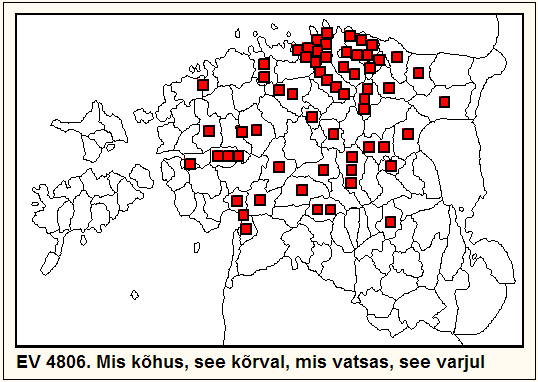 EV 4806. Mis kõhus, see kõrval, mis vatsas, see varjul